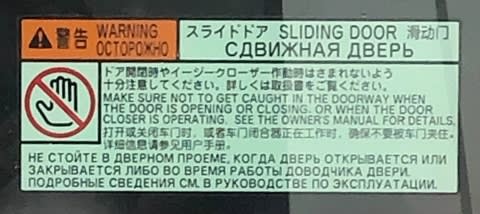 警告 WARNING
ОСТОРОЖНО
スライドドア SLIDING DOOR 滑动门
СДВИЖНАЯ ДВЕРЬ
ドア開閉時やイージークローザー作動時はさまれないよう
十分注意してください。詳しくは取扱書をご覧ください。
MAKE SURE NOT TO GET CAUGHT IN THE DOORWAY WHEN
THE DOOR IS OPENING OR CLOSING. OR WHEN THE DOOR
CLOSER IS OPERATING. SEE THE OWNER'S MANUAL FOR DETAILS.
打开或关闭车门时，或者车门闭合器正在工作时，确保不要被车门夹住。
详细信息请参见用户手册.
НЕ СТОЙТЕ В ДВЕРНОМ ПРОЕМЕ, КОГДА ДВЕРЬ ОТКРЫВАЕТСЯ ИЛИ
ЗАКРЫВАЕТСЯ ЛИБО ВО ВРЕМЯ РАБОТЫ ДОВОДЧИКА ДВЕРИ.
ПОДРОБНЫЕ СВЕДЕНИЯ СМ. В РУКОВОДСТВЕ ПО ЭКСПЛУАТАЦИИ.